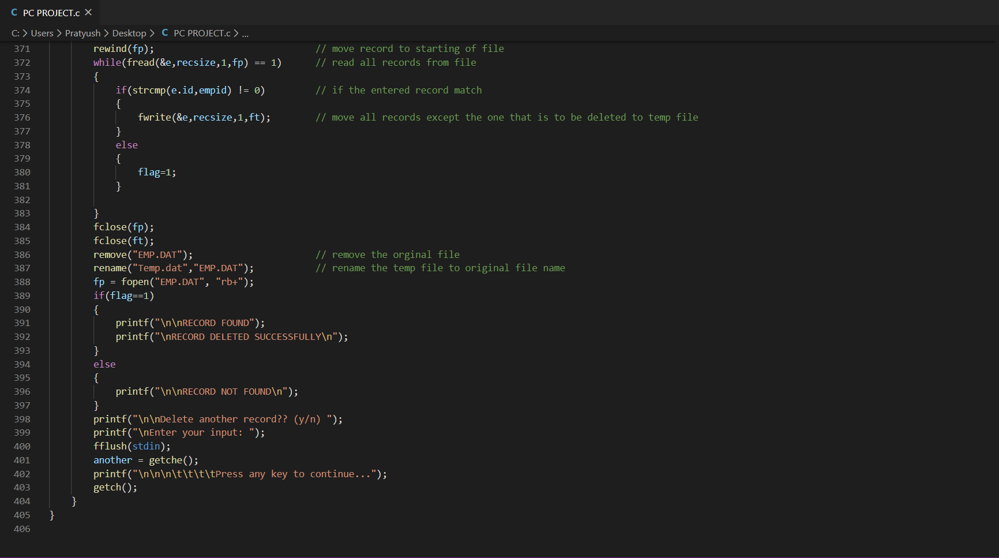 C PC PROJECT.c ×
C: > Users > Pratyush > Desktop > C PC PROJECT.c > ...
371 rewind(fp); // move record to starting of file
372 while(fread(&e,recsize,1,fp) == 1) // read all records from file
373 {
374 if(strcmp(e.id,empid) != 0) // if the entered record match
375 {
376 fwrite(&e,recsize,1,ft); // move all records except the one that is to be deleted to temp file
377 }
378 else
379 {
380 flag=1;
381 }
382
383 }
384 fclose(fp);
385 fclose(ft);
386 remove("EMP.DAT"); // remove the orginal file
387 rename("Temp.dat","EMP.DAT"); // rename the temp file to original file name
388 fp = fopen("EMP.DAT", "rb+");
389 if(flag==1)
390 {
391 printf("\n\nRECORD FOUND");
392 printf("\nRECORD DELETED SUCCESSFULLY\n");
393 }
394 else
395 {
396 printf("\n\nRECORD NOT FOUND\n");
397 }
398 printf("\n\nDelete another record?? (y/n) ");
399 printf("\nEnter your input: ");
400 fflush(stdin);
401 another = getche();
402 printf("\n\n\n\t\t\t\tPress any key to continue...");
403 getch();
404 }
405 }
406